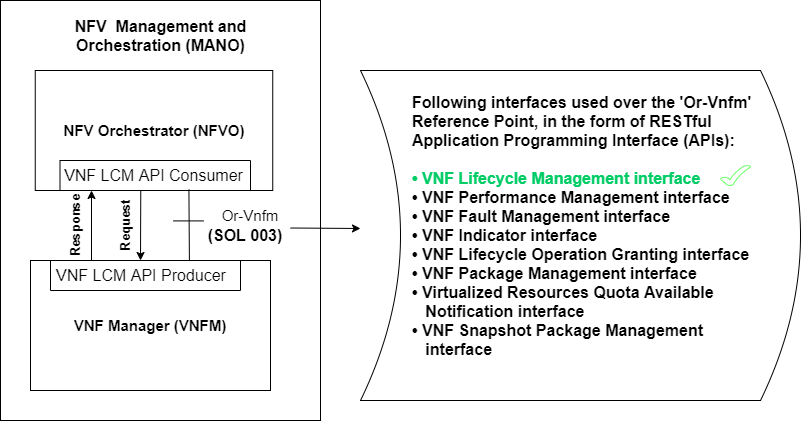 NFV Management and
Orchestration (MANO)
NFV Orchestrator (NFVO)
VNF LCM API Consumer
Response
Request
Or-Vnfm
(SOL 003)
VNF LCM API Producer
VNF Manager (VNFM)
Following interfaces used over the 'Or-Vnfm'
Reference Point, in the form of RESTful
Application Programming Interface (APIs):
• VNF Lifecycle Management interface
• VNF Performance Management interface
• VNF Fault Management interface
• VNF Indicator interface
• VNF Lifecycle Operation Granting interface
• VNF Package Management interface
• Virtualized Resources Quota Available
Notification interface
• VNF Snapshot Package Management
interface